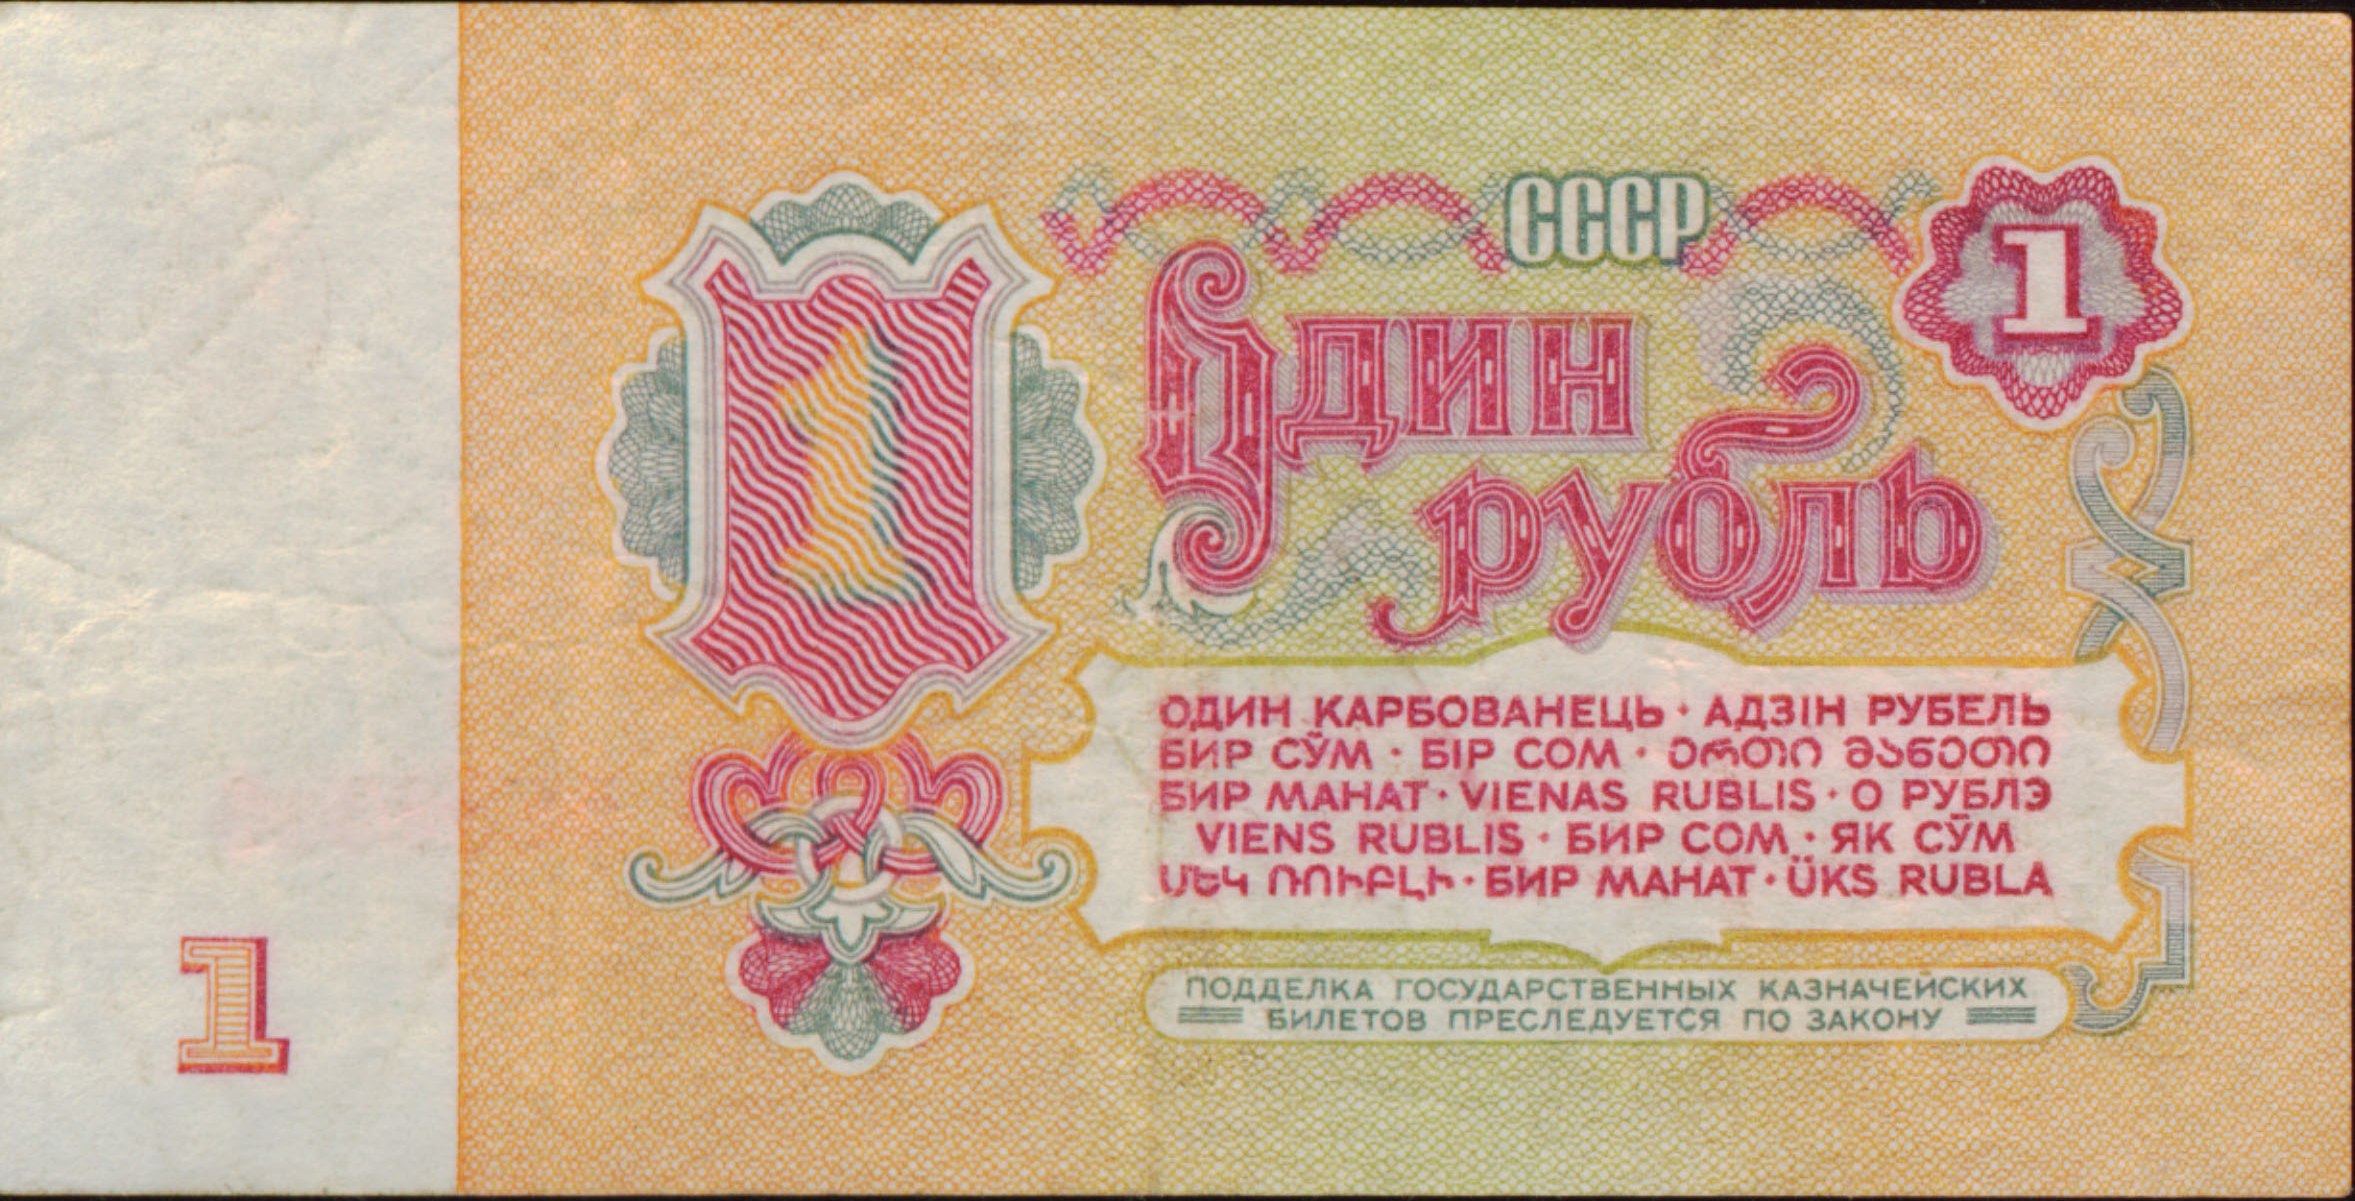 СССР
1
1
Один
рубль
ОДИН КАРБОВАНЕЦЬ · АДЗІН РУБЕЛЬ
БИР СЎМ · БІР СОМ · ᲔᲠᲗᲘ ᲛᲐᲜᲔᲗᲘ
БИР МАНАТ · VIENAS RUBLIS · О РУБЛЭ
VIENS RUBLIS · БИР СОМ · ЯК СӮМ
ՄԵԿ ՌՈՒԲԼԻ · БИР МАНАТ · ÜKS RUBLA
ПОДДЕЛКА ГОСУДАРСТВЕННЫХ КАЗНАЧЕЙСКИХ
БИЛЕТОВ ПРЕСЛЕДУЕТСЯ ПО ЗАКОНУ
1